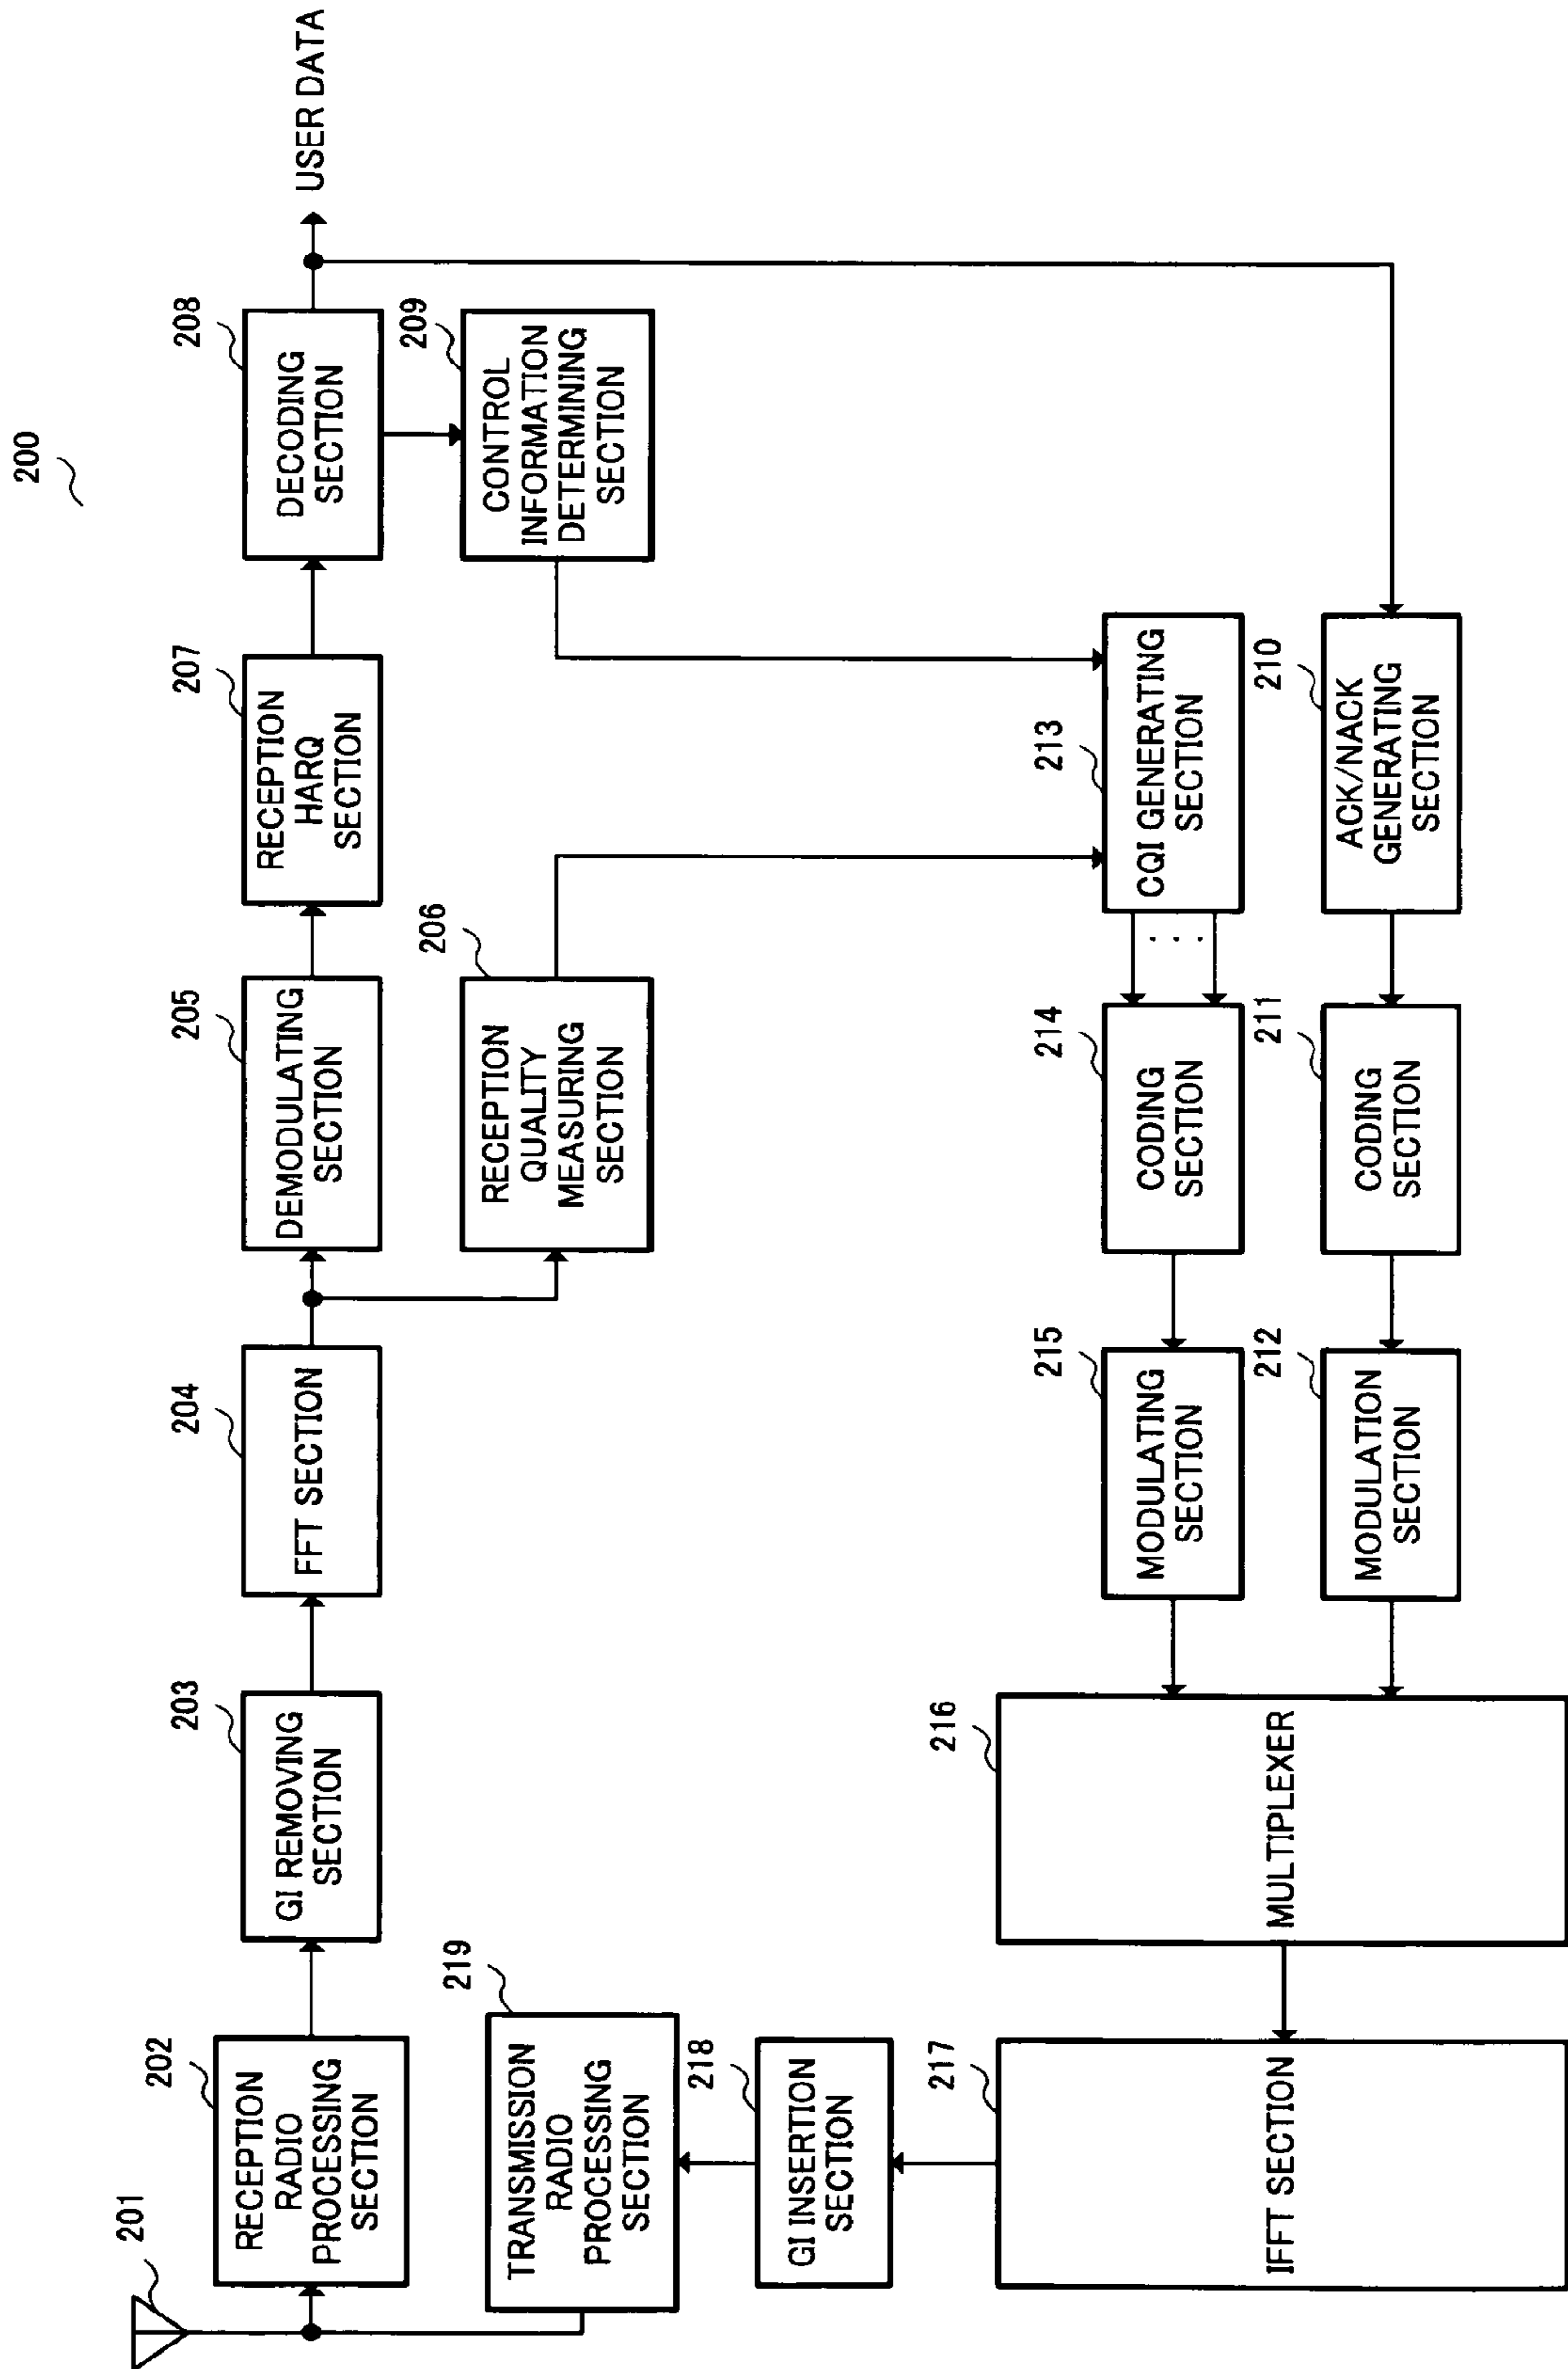 200
201
202
RECEPTION
RADIO
PROCESSING
SECTION
203
GI REMOVING
SECTION
204
FFT SECTION
205
DEMODULATING
SECTION
207
RECEPTION
HARQ
SECTION
208
DECODING
SECTION
USER DATA
206
RECEPTION
QUALITY
MEASURING
SECTION
209
CONTROL
INFORMATION
DETERMINING
SECTION
219
TRANSMISSION
RADIO
PROCESSING
SECTION
218
GI INSERTION
SECTION
217
IFFT SECTION
216
MULTIPLEXER
215
MODULATING
SECTION
214
CODING
SECTION
213
CQI GENERATING
SECTION
212
MODULATION
SECTION
211
CODING
SECTION
210
ACK/NACK
GENERATING
SECTION